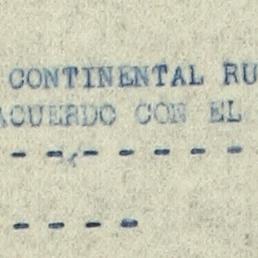 CONTINENTAL RU
ACUERDO CON EL
- - - - - - -
- - - -